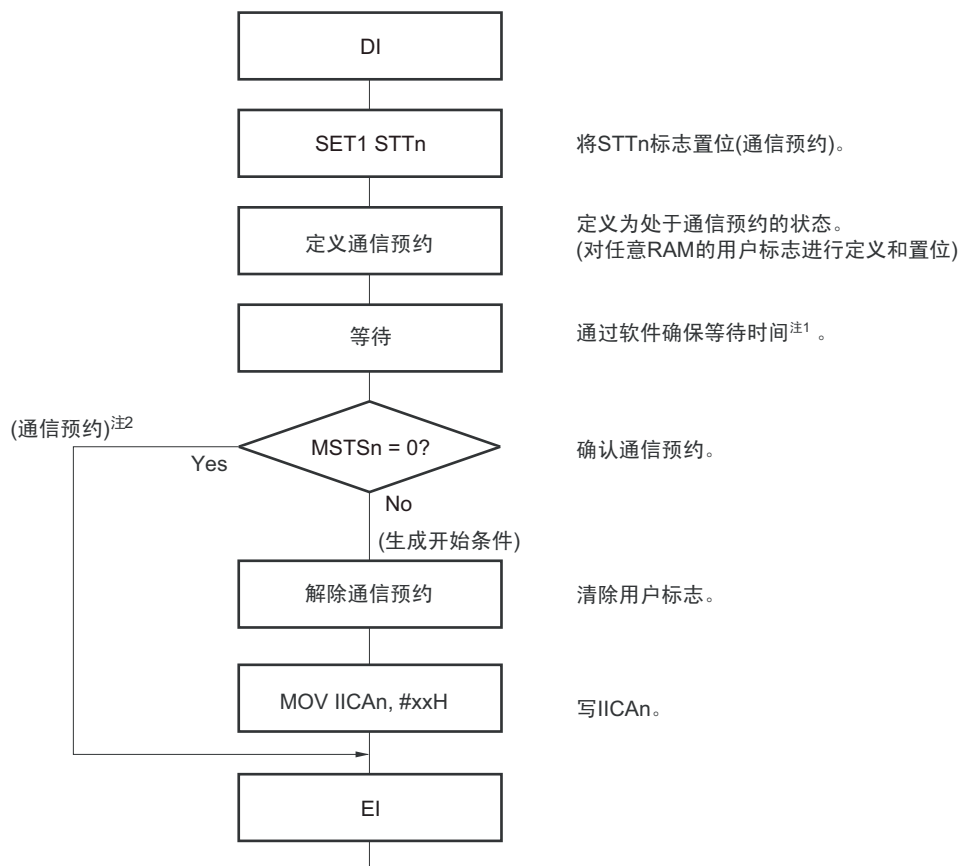 DI
SET1 STTn
将STTn标志置位(通信预约)。
定义通信预约
定义为处于通信预约的状态。
(对任意RAM的用户标志进行定义和置位)
等待
通过软件确保等待时间注1 。
(通信预约)注2
MSTSn = 0?
确认通信预约。
Yes
No
(生成开始条件)
解除通信预约
清除用户标志。
MOV IICAn, #xxH
写IICAn。
EI